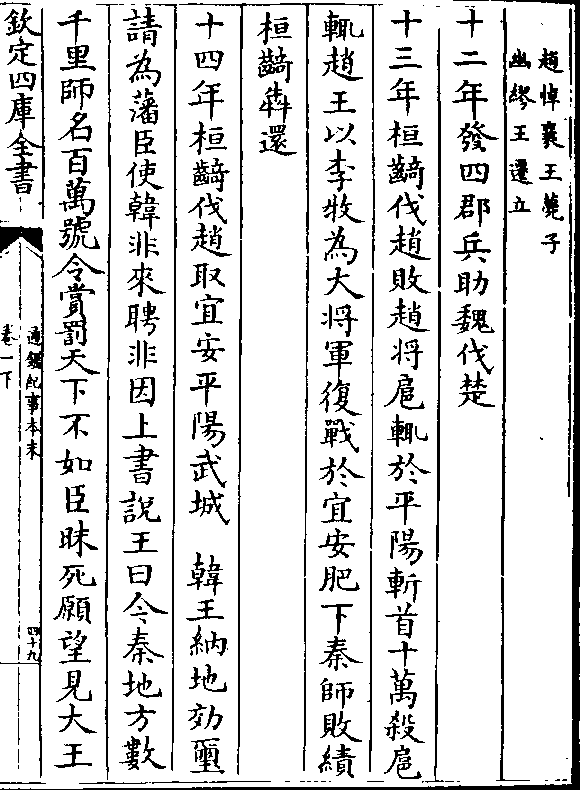 趙悼襄王薨子
幽繆王遷立
十二年發四郡兵助魏伐楚
十三年桓齮伐趙敗趙將扈輒於平陽斬首十萬殺扈
輒趙王以李牧為大將軍復戰於宜安肥下秦師敗績
桓齮犇還
十四年桓齮伐趙取宜安平陽武城　韓王納地効璽
請為藩臣使韓非來聘非因上書說王曰今秦地方數
千里師名百萬號令賞罰天下不如臣昧死願望見大王
欽定四庫全書
通鑑紀事本末
卷一下
四十九